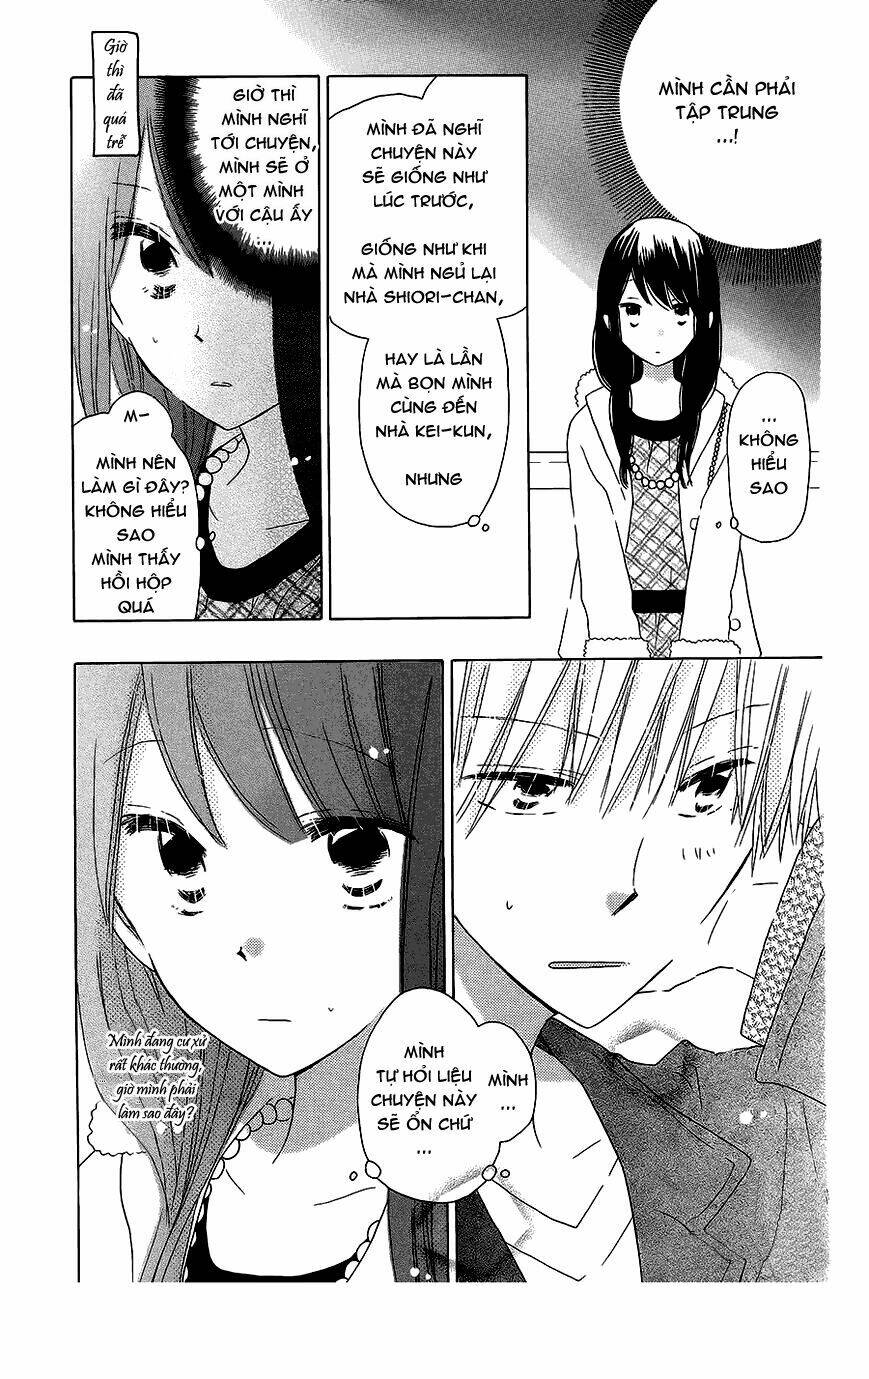 MÌNH CẦN PHẢI
TẬP TRUNG
...!
...
KHÔNG
HIỂU
SAO
MÌNH ĐÃ NGHĨ
CHUYỆN NÀY
SẼ GIỐNG NHƯ
LÚC TRƯỚC,
GIỐNG NHƯ KHI
MÀ MÌNH NGỦ LẠI
NHÀ SHIORI-CHAN,
HAY LÀ LẦN
MÀ BỌN MÌNH
CÙNG ĐẾN
NHÀ KEI-KUN,
NHƯNG
GIỜ THÌ
MÌNH NGHĨ
TỚI CHUYỆN,
MÌNH SẼ Ở
MỘT MÌNH
VỚI CẬU ẤY
...
Giờ
thì
đã
quá
trễ
M-
MÌNH NÊN
LÀM GÌ ĐÂY?
KHÔNG HIỂU
SAO
MÌNH THẤY
HỒI HỘP
QUÁ
MÌNH
...
MÌNH
TỰ HỎI LIỆU
CHUYỆN NÀY
SẼ ỔN CHỨ
...
Mình đang cư xử
rất khác thường,
giờ mình phải
làm sao đây?